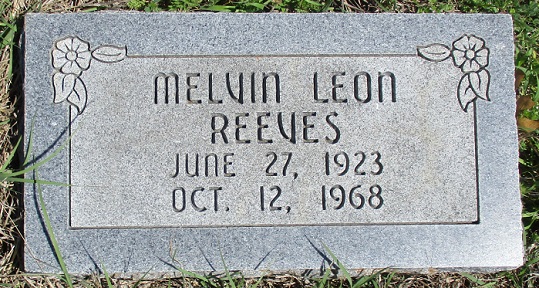 MELVIN LEON
REEVES
JUNE 27, 1923
OCT. 12, 1968